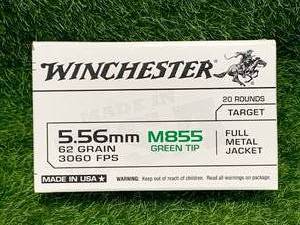 WINCHESTER
20 ROUNDS
TARGET
5.56mm M855
62 GRAIN GREEN TIP
3060 FPS
FULL
METAL
JACKET
MADE IN USA
WARNING: Keep out of reach of children. Read all warnings on package.